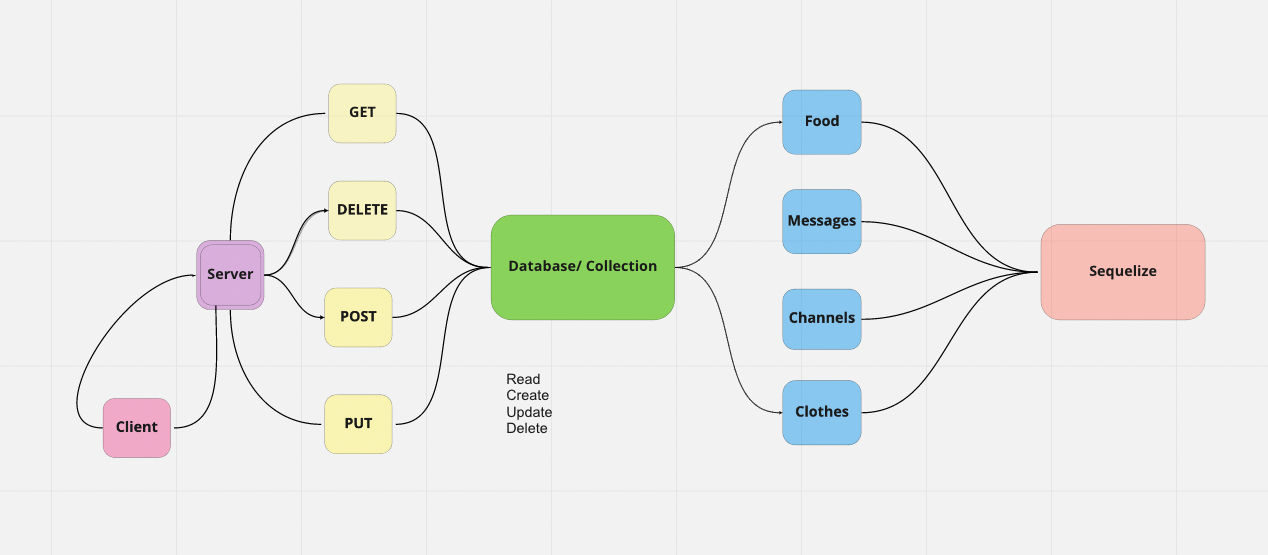 GET
DELETE
Server
POST
PUT
Client
Database/ Collection
Read
Create
Update
Delete
Food
Messages
Channels
Clothes
Sequelize